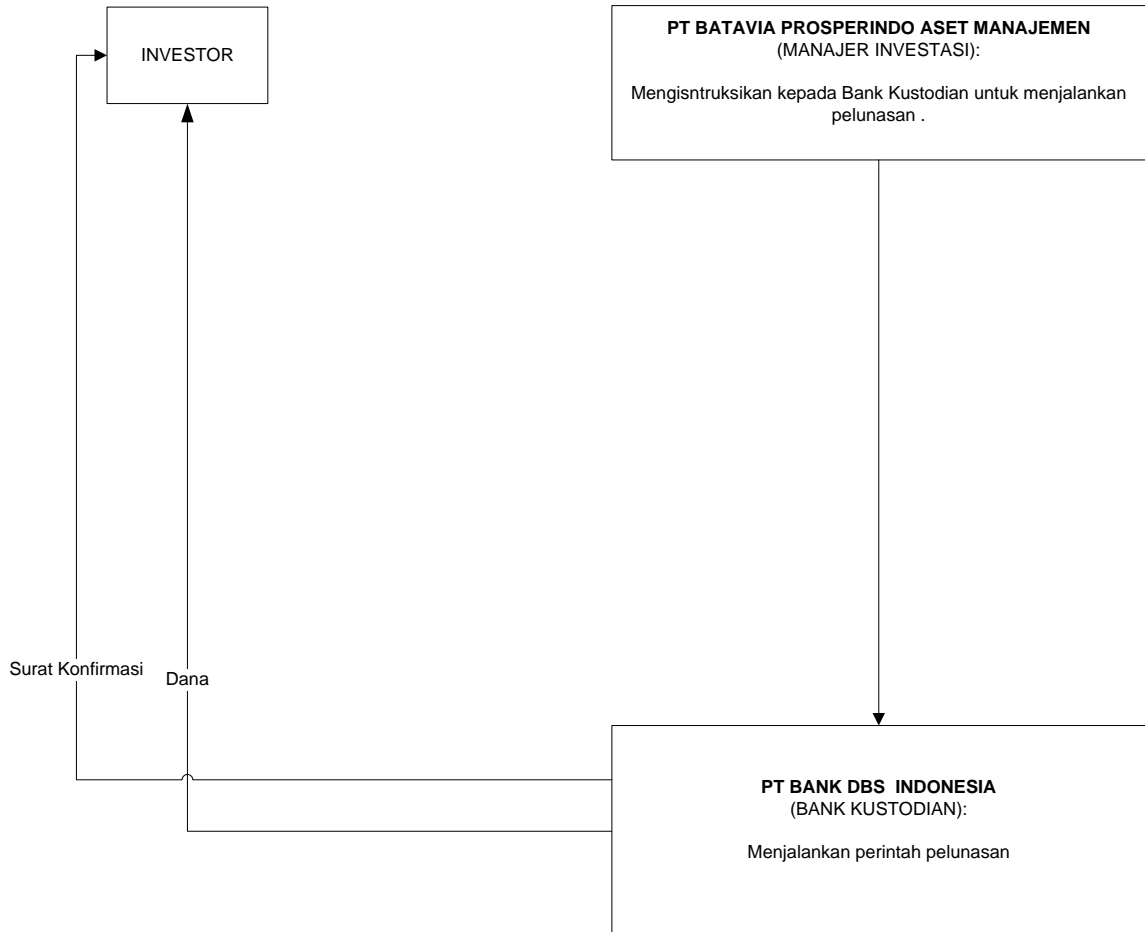 INVESTOR
PT BATAVIA PROSPERINDO ASET MANAJEMEN
(MANAJER INVESTASI):
Mengisntruksikan kepada Bank Kustodian untuk menjalankan
pelunasan .
Surat Konfirmasi
Dana
PT BANK DBS  INDONESIA
(BANK KUSTODIAN):
Menjalankan perintah pelunasan